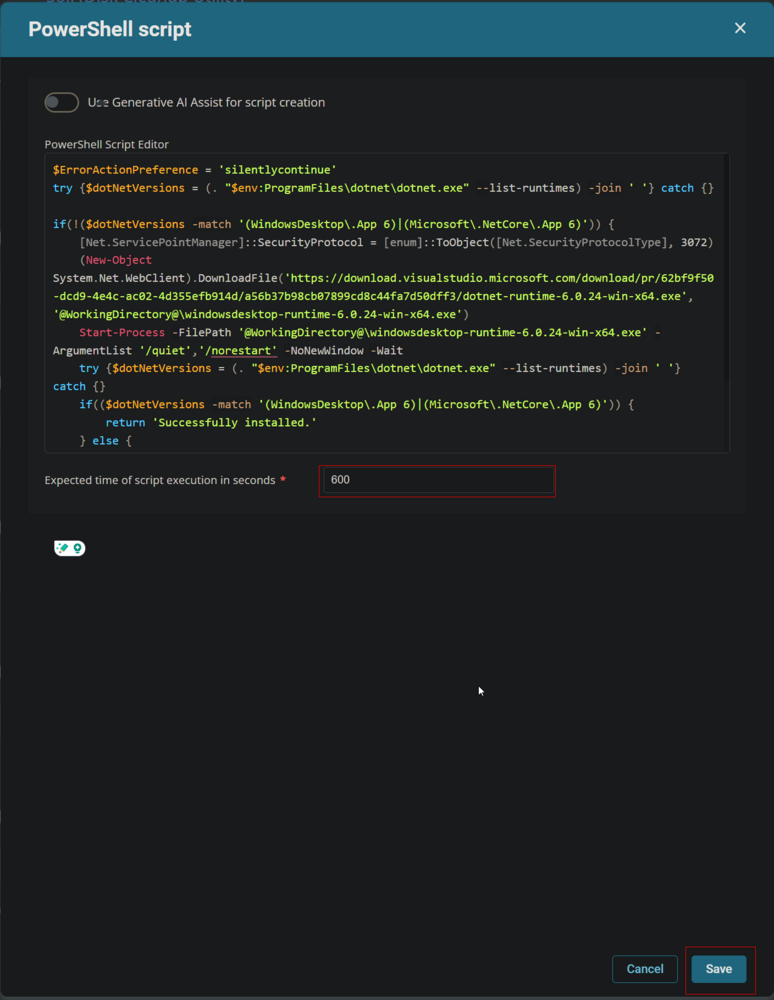 PowerShell script
Use Generative AI Assist for script creation
PowerShell Script Editor
$ErrorActionPreference = 'silentlycontinue'
try {$dotNetVersions = (. "$env:ProgramFiles\dotnet\dotnet.exe" --list-runtimes) -join ' '} catch {}
if(!($dotNetVersions -match '(WindowsDesktop\.App 6)|(Microsoft\.NetCore\.App 6)')) {
[Net.ServicePointManager]::SecurityProtocol = [enum]::ToObject([Net.SecurityProtocolType], 3072)
(New-Object
System.Net.WebClient).DownloadFile('https://download.visualstudio.microsoft.com/download/pr/62bf9f50
-dcd9-4e4c-ac02-4d355efb914d/a56b37b98cb07899cd8c44fa7d50dff3/dotnet-runtime-6.0.24-win-x64.exe',
'@WorkingDirectory@\windowsdesktop-runtime-6.0.24-win-x64.exe')
Start-Process -FilePath '@WorkingDirectory@\windowsdesktop-runtime-6.0.24-win-x64.exe' -
ArgumentList '/quiet','/norestart' -NoNewWindow -Wait
try {$dotNetVersions = (. "$env:ProgramFiles\dotnet\dotnet.exe" --list-runtimes) -join ' '}
catch {}
if(($dotNetVersions -match '(WindowsDesktop\.App 6)|(Microsoft\.NetCore\.App 6)')) {
return 'Successfully installed.'
} else {
Expected time of script execution in seconds *
600
Cancel
Save